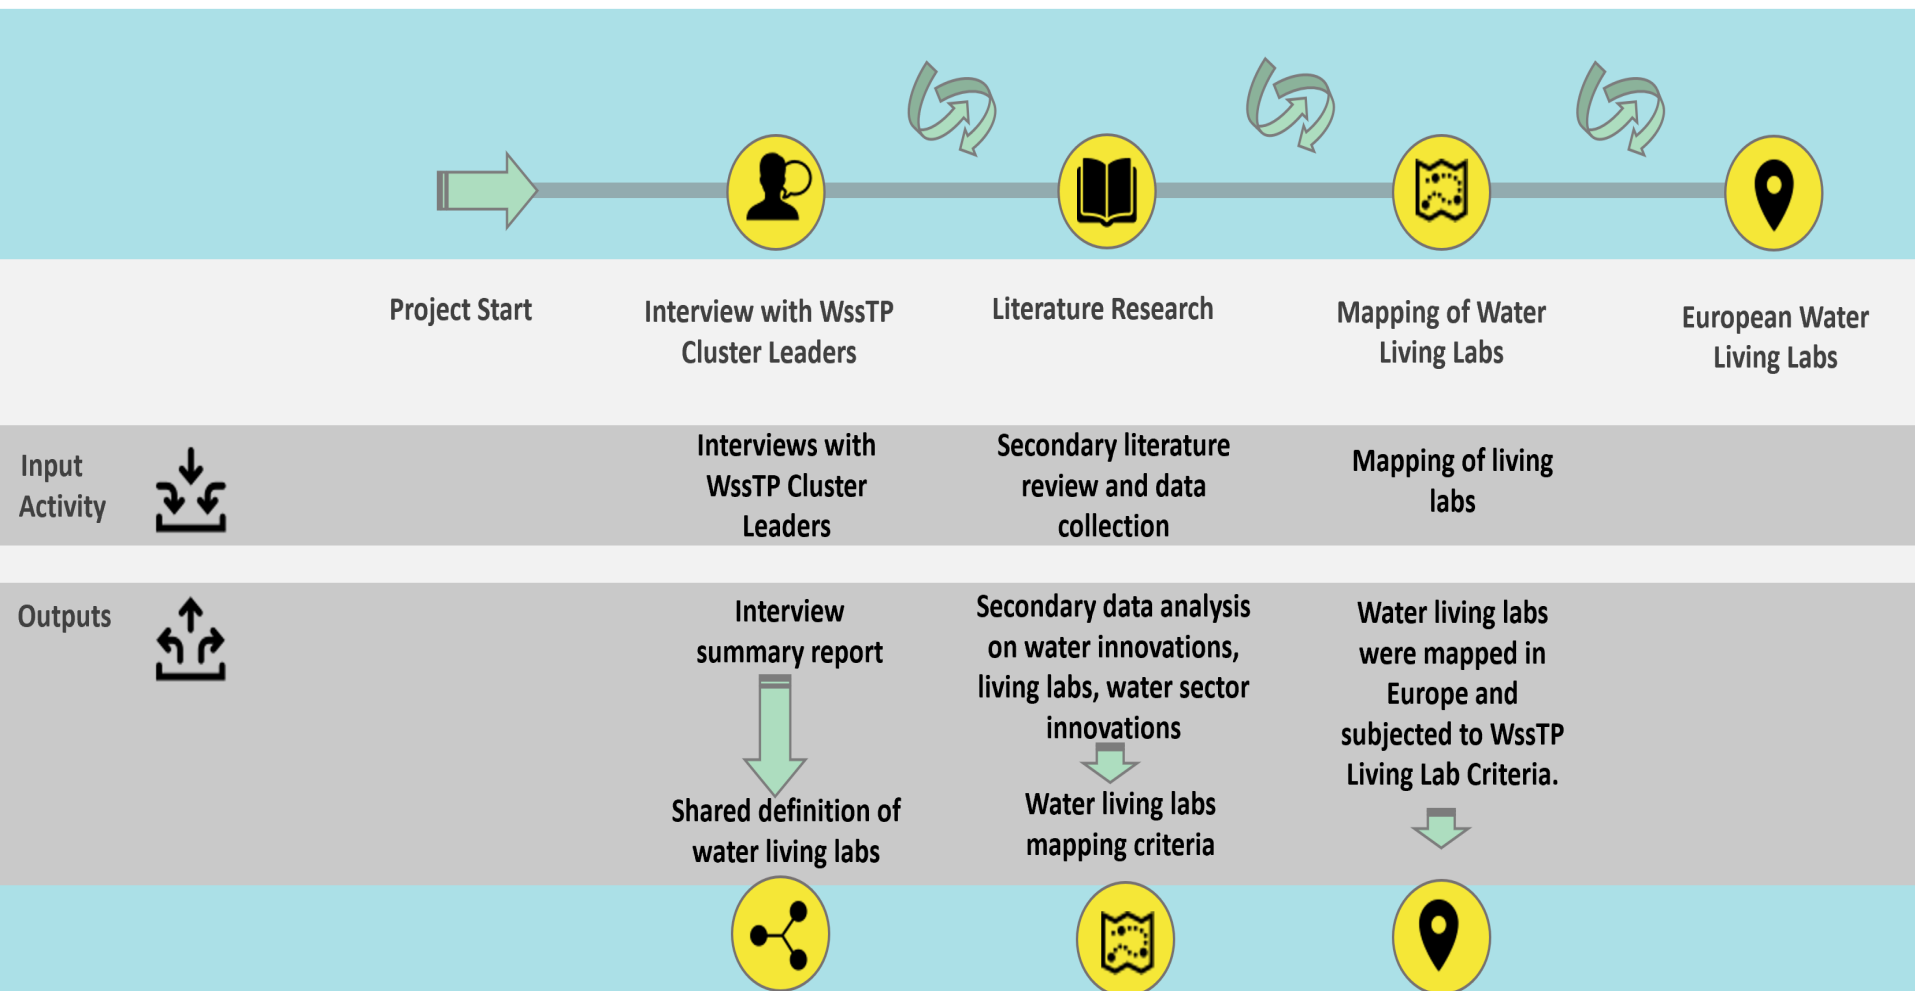 Project Start
Interview with WssTP
Cluster Leaders
Literature Research
Mapping of Water
Living Labs
European Water
Living Labs
Input
Activity
Interviews with
WssTP Cluster
Leaders
Secondary literature
review and data
collection
Mapping of living
labs
Outputs
Interview
summary report
Shared definition of
water living labs
Secondary data analysis
on water innovations,
living labs, water sector
innovations
Water living labs
mapping criteria
Water living labs
were mapped in
Europe and
subjected to WssTP
Living Lab Criteria.